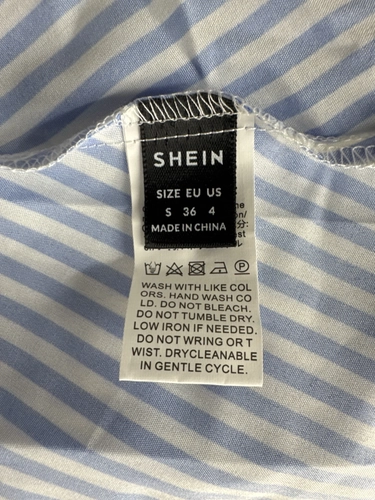 SHEIN
SIZE EU US
S 36 4
MADE IN CHINA
WASH WITH LIKE COL
ORS. HAND WASH CO
LD. DO NOT BLEACH.
DO NOT TUMBLE DRY.
LOW IRON IF NEEDED.
DO NOT WRING OR T
WIST. DRYCLEANABLE
IN GENTLE CYCLE.